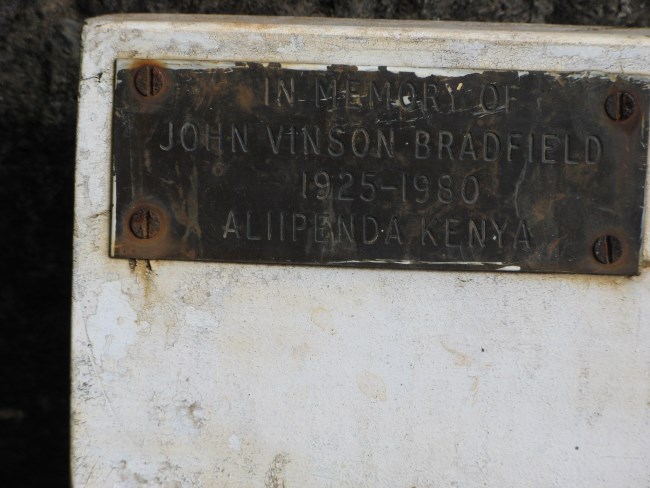 IN MEMORY OF
JOHN VINSON BRADFIELD
1925-1980
ALIIPENDA KENYA